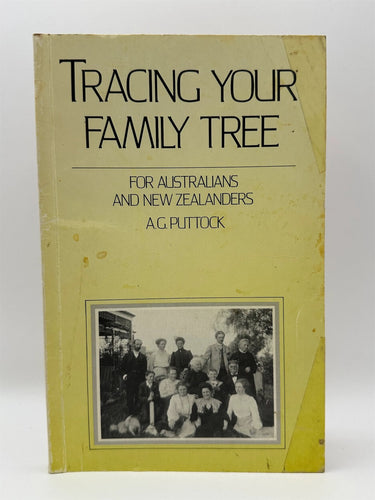 TRACING YOUR
FAMILY TREE
FOR AUSTRALIANS
AND NEW ZEALANDERS
A.G. PUTTOCK